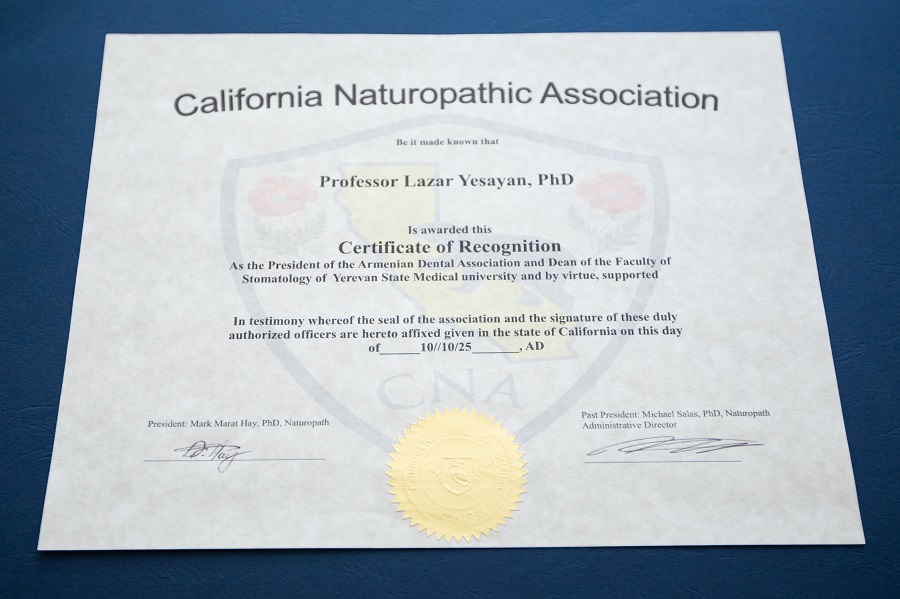 California Naturopathic Association
Be it made known that
Professor Lazar Yesayan, PhD
Is awarded this
Certificate of Recognition
As the President of the Armenian Dental Association and Dean of the Faculty of
Stomatology of Yerevan State Medical university and by virtue, supported
In testimony whereof the seal of the association and the signature of these duly
authorized officers are hereto affixed given in the state of California on this day
of______10//10/25_______, AD
CNA
President: Mark Marat Hay, PhD, Naturopath
Past President: Michael Salas, PhD, Naturopath
Administrative Director